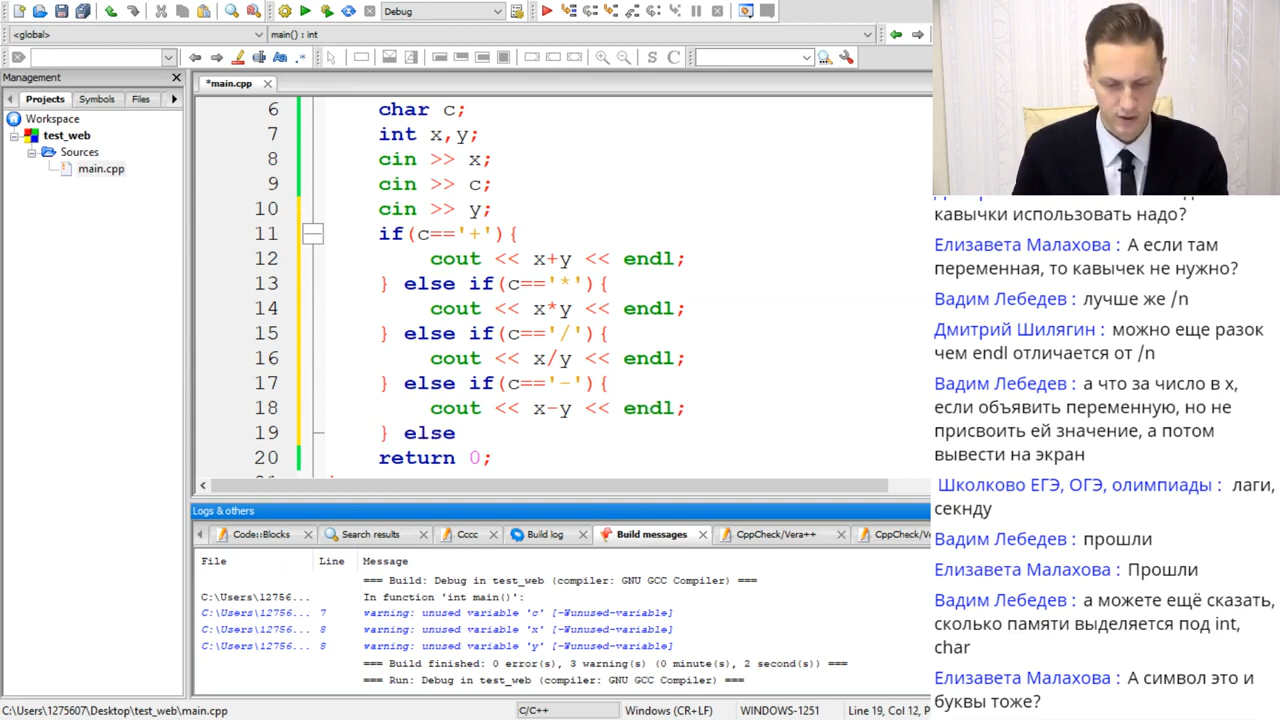 Debug
<global>
main() : int
S C
Management
Projects Symbols Files
Workspace
test_web
Sources
main.cpp
*main.cpp
6 char c;
7 int x,y;
8 cin >> x;
9 cin >> c;
10 cin >> y;
11 if(c=='+'){
12 cout << x+y << endl;
13 } else if(c=='*'){
14 cout << x*y << endl;
15 } else if(c=='/'){
16 cout << x/y << endl;
17 } else if(c=='-'){
18 cout << x-y << endl;
19 } else
20 return 0;
Logs & others
Code::Blocks Search results Cccc Build log Build messages CppCheck/Vera++ CppCheck/Ve
File Line Message
=== Build: Debug in test_web (compiler: GNU GCC Compiler) ===
C:\Users\12756... In function 'int main()':
C:\Users\12756... 7 warning: unused variable 'c' [-Wunused-variable]
C:\Users\12756... 8 warning: unused variable 'x' [-Wunused-variable]
C:\Users\12756... 8 warning: unused variable 'y' [-Wunused-variable]
=== Build finished: 0 error(s), 3 warning(s) (0 minute(s), 2 second(s)) ===
=== Run: Debug in test_web (compiler: GNU GCC Compiler) ===
C:\Users\1275607\Desktop\test_web\main.cpp C/C++ Windows (CR+LF) WINDOWS-1251 Line 19, Col 12, P
кавычки использовать надо?
Елизавета Малахова : А если там
переменная, то кавычек не нужно?
Вадим Лебедев : лучше же /n
Дмитрий Шилягин : можно еще разок
чем endl отличается от /n
Вадим Лебедев : а что за число в x,
если объявить переменную, но не
присвоить ей значение, а потом
вывести на экран
Школково ЕГЭ, ОГЭ, олимпиады : лаги,
секнду
Вадим Лебедев : прошли
Елизавета Малахова : Прошли
Вадим Лебедев : а можете ещё сказать,
сколько памяти выделяется под int,
char
Елизавета Малахова : А символ это и
буквы тоже?